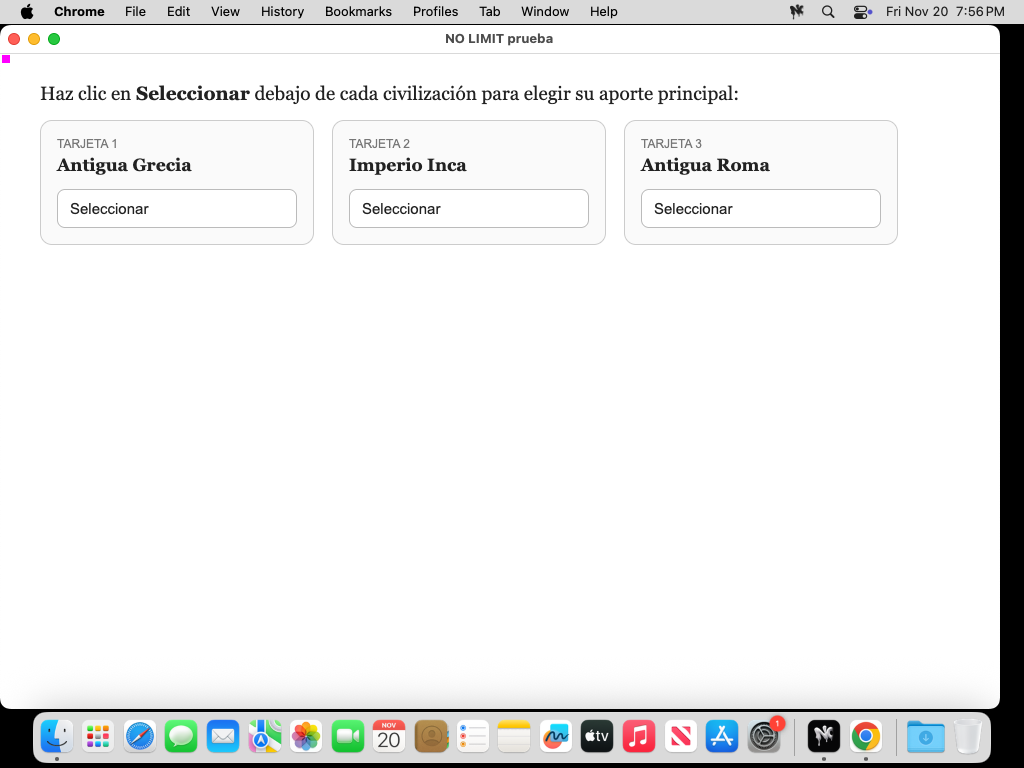 Chrome File Edit View History Bookmarks Profiles Tab Window Help Fri Nov 20 7:56 PM
NO LIMIT prueba
Haz clic en Seleccionar debajo de cada civilización para elegir su aporte principal:
TARJETA 1
Antigua Grecia
Seleccionar
TARJETA 2
Imperio Inca
Seleccionar
TARJETA 3
Antigua Roma
Seleccionar
NOV
20
tv
1